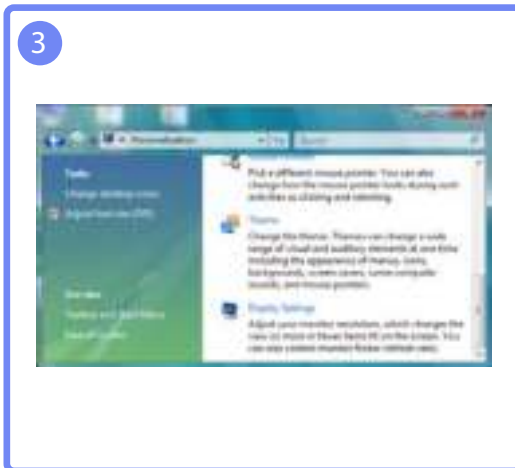 3
Personalization
Search
Tasks
Change desktop icons
Adjust font size (DPI)
Pick a different mouse pointer. You can also
change how the mouse pointer looks during such
activities as clicking and selecting.
Theme
Change the theme. Themes can change a wide
range of visual and auditory elements at one time
including the appearance of menus, icons,
backgrounds, screen savers, some computer
sounds, and mouse pointers.
See also
Taskbar and Start Menu
Ease of Access
Display Settings
Adjust your monitor resolution, which changes the
view so more or fewer items fit on the screen. You
can also control monitor flicker (refresh rate).